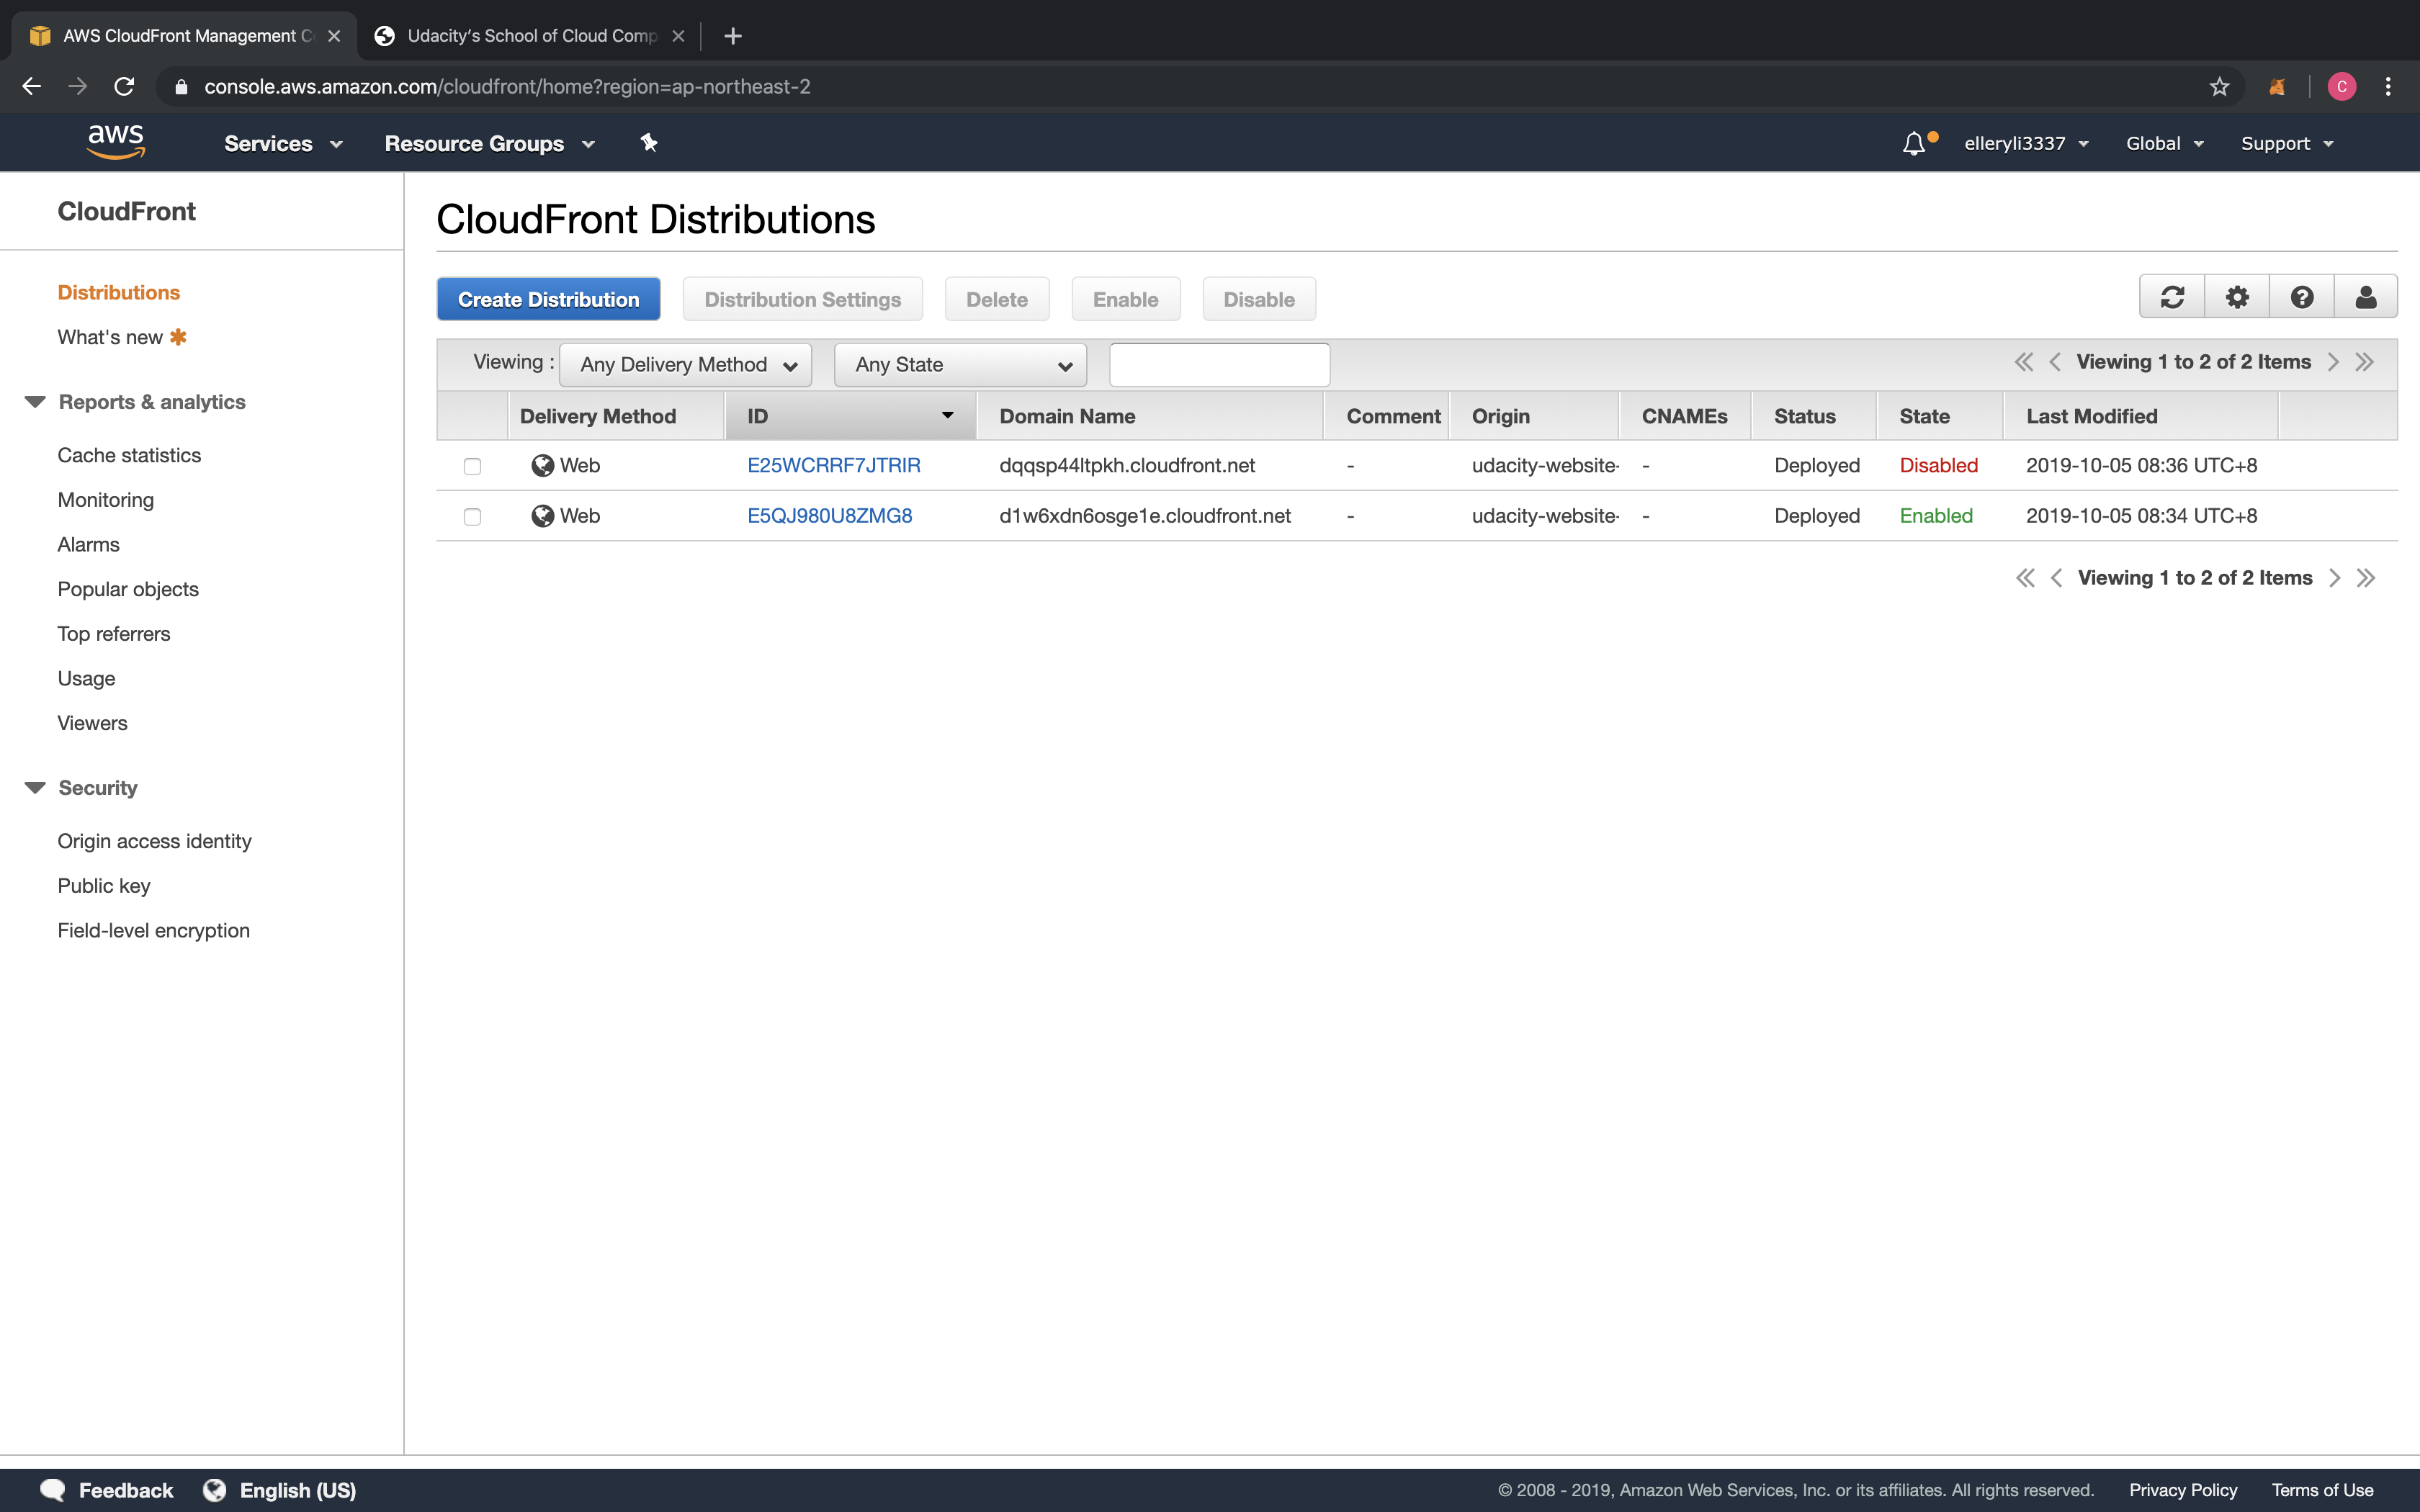 AWS CloudFront Management C
Udacity's School of Cloud Comp
console.aws.amazon.com/cloudfront/home?region=ap-northeast-2
C
aws
Services
Resource Groups
elleryli3337
Global
Support
CloudFront
Distributions
What's new
Reports & analytics
Cache statistics
Monitoring
Alarms
Popular objects
Top referrers
Usage
Viewers
Security
Origin access identity
Public key
Field-level encryption
CloudFront Distributions
Create Distribution Distribution Settings Delete Enable Disable
Viewing : Any Delivery Method Any State Viewing 1 to 2 of 2 Items
Delivery Method ID Domain Name Comment Origin CNAMEs Status State Last Modified
Web E25WCRRF7JTRIR dqqsp44ltpkh.cloudfront.net - udacity-website- - Deployed Disabled 2019-10-05 08:36 UTC+8
Web E5QJ980U8ZMG8 d1w6xdn6osge1e.cloudfront.net - udacity-website- - Deployed Enabled 2019-10-05 08:34 UTC+8
Viewing 1 to 2 of 2 Items
Feedback English (US) © 2008 - 2019, Amazon Web Services, Inc. or its affiliates. All rights reserved. Privacy Policy Terms of Use